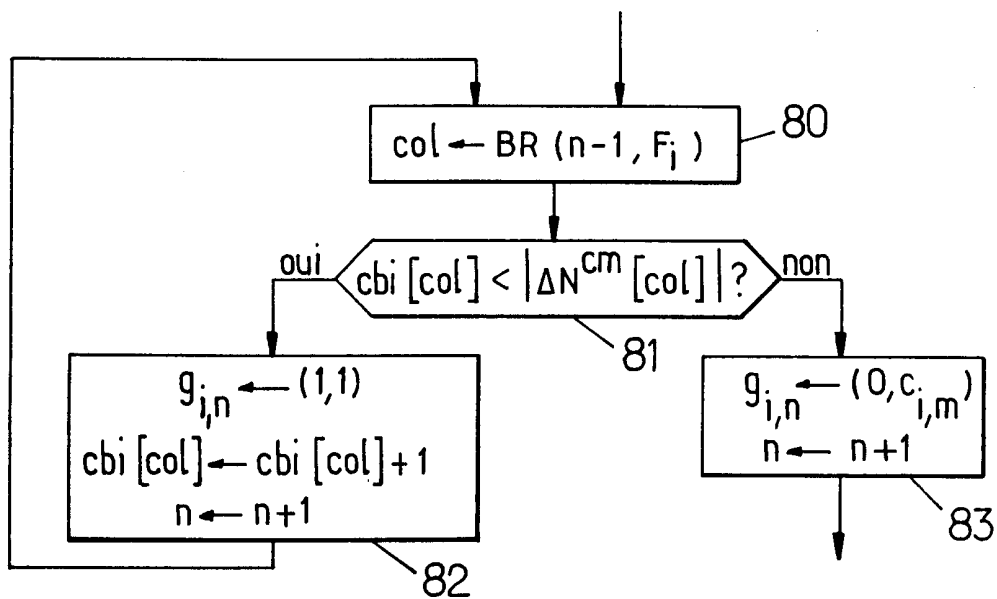 col ← BR (n-1, F_i)
80
oui
cbi [col] < |ΔN^cm [col]| ?
non
81
g_i,n ← (1,1)
cbi [col] ← cbi [col] + 1
n ← n+1
82
g_i,n ← (0, c_i,m)
n ← n+1
83